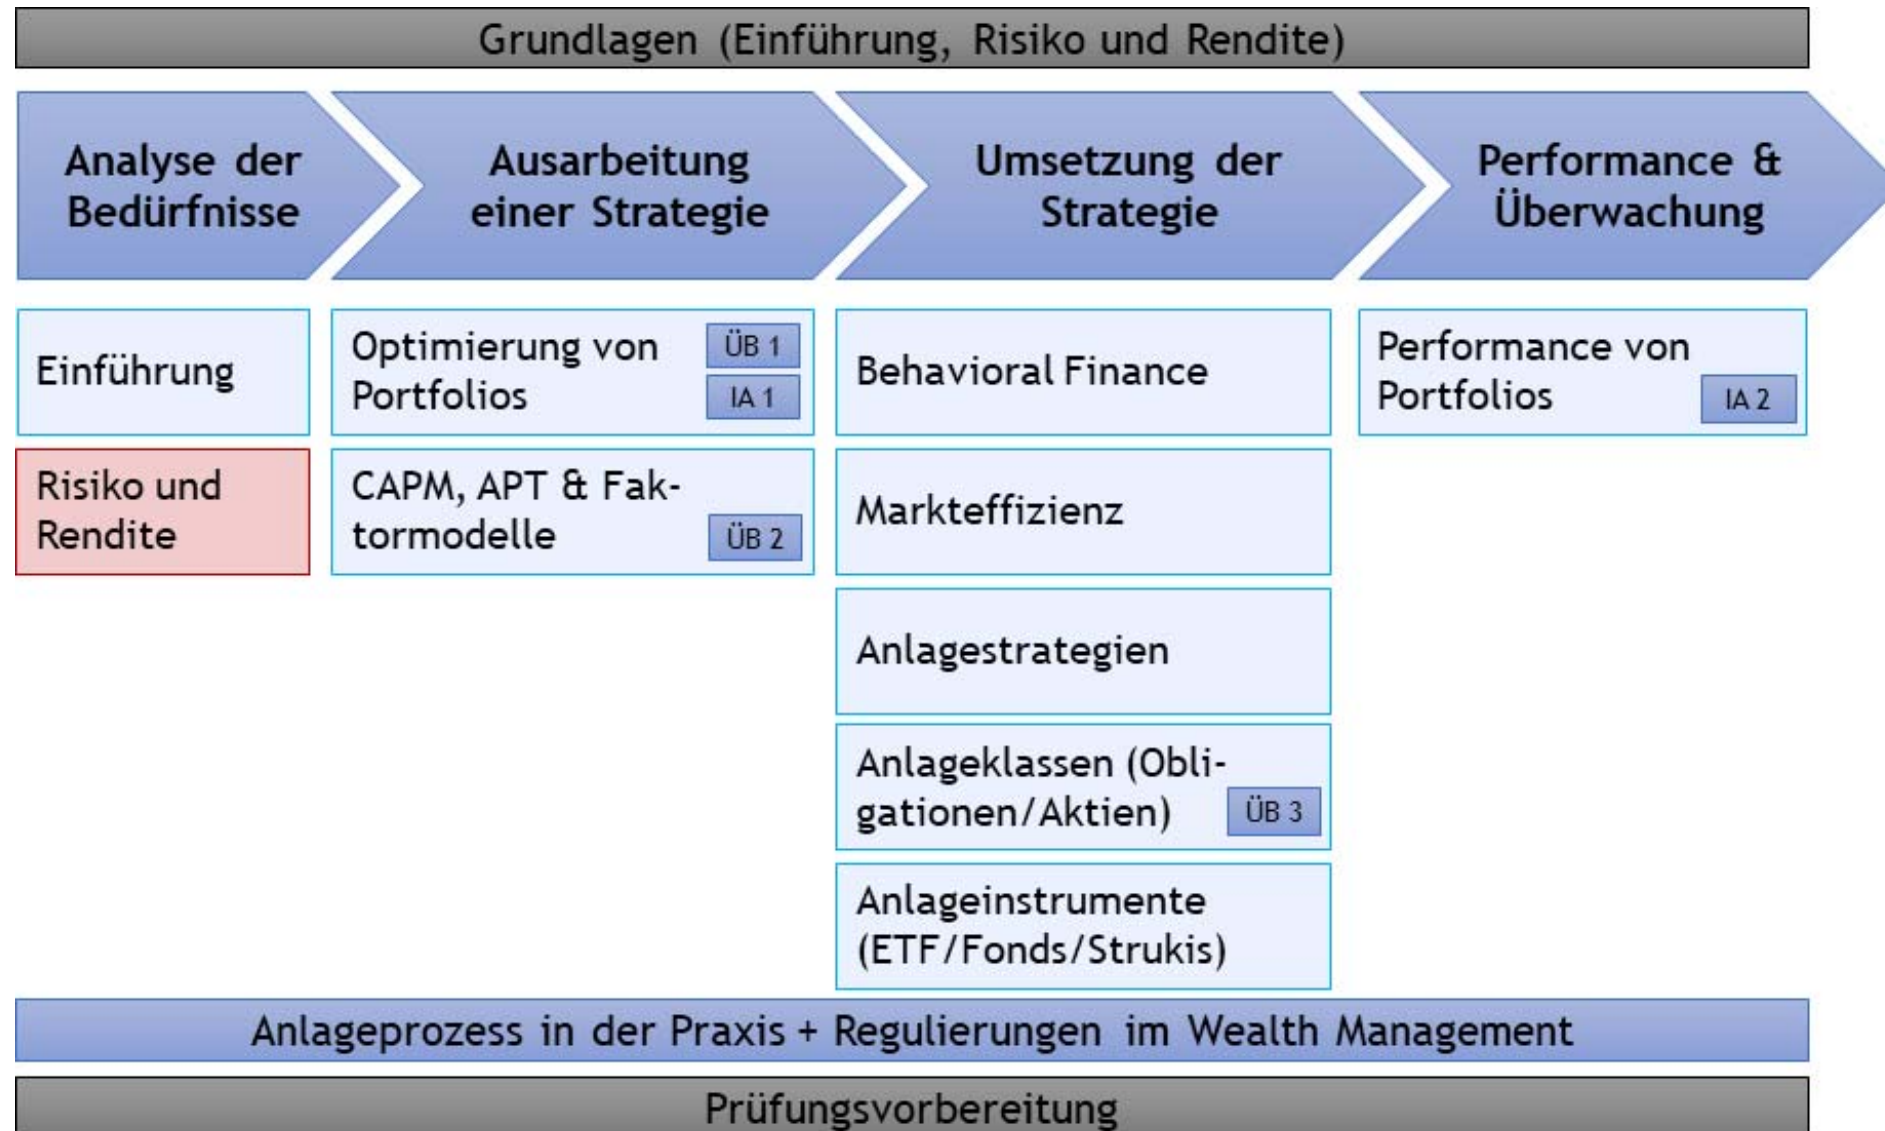 Grundlagen (Einführung, Risiko und Rendite)
Analyse der
Bedürfnisse
Ausarbeitung
einer Strategie
Umsetzung der
Strategie
Performance &
Überwachung
Einführung
Risiko und
Rendite
Optimierung von
Portfolios
ÜB 1
IA 1
CAPM, APT & Fak-
tormodelle
ÜB 2
Behavioral Finance
Markteffizienz
Anlagestrategien
Anlageklassen (Obli-
gationen/Aktien)
ÜB 3
Anlageinstrumente
(ETF/Fonds/Strukis)
Performance von
Portfolios
IA 2
Anlageprozess in der Praxis + Regulierungen im Wealth Management
Prüfungsvorbereitung